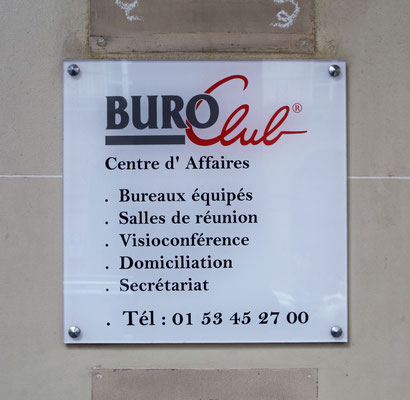 BURO Club®
Centre d' Affaires
. Bureaux équipés
. Salles de réunion
. Visioconférence
. Domiciliation
. Secrétariat
. Tél : 01 53 45 27 00